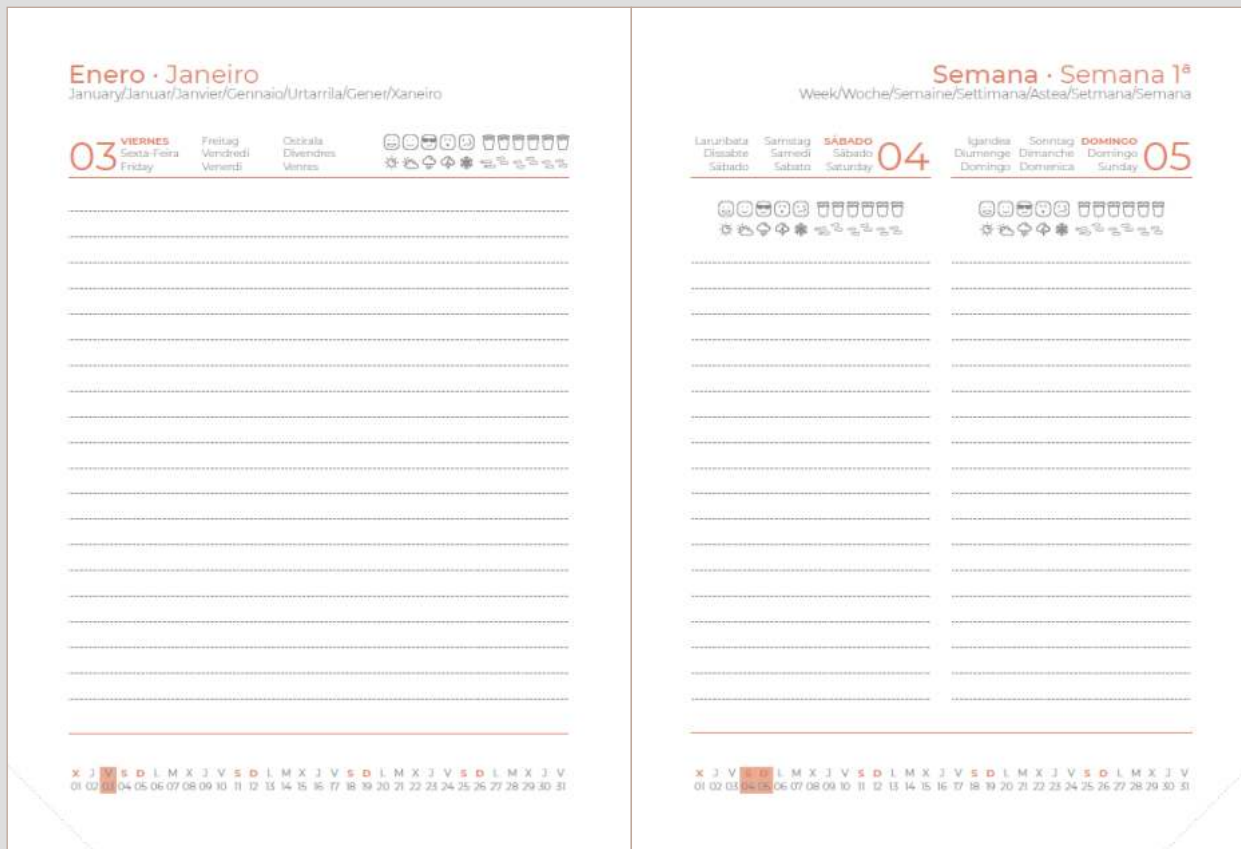 Enero · Janeiro
January/Januar/Janvier/Gennaio/Urtarrila/Gener/Xaneiro
03
VIERNES Freitag Ostirala
Sexta-Feira Vendredi Divendres
Friday Venerdì Venres
X J V S D L M X J V S D L M X J V S D L M X J V S D L M X J V
01 02 03 04 05 06 07 08 09 10 11 12 13 14 15 16 17 18 19 20 21 22 23 24 25 26 27 28 29 30 31
Semana · Semana 1ª
Week/Woche/Semaine/Settimana/Astea/Setmana/Semana
Larunbata Samstag SÁBADO
Dissabte Samedi Sábado
Sábado Sabato Saturday
04
Igandea Sonntag DOMINGO
Diumenge Dimanche Domingo
Domingo Domenica Sunday
05
X J V S D L M X J V S D L M X J V S D L M X J V S D L M X J V
01 02 03 04 05 06 07 08 09 10 11 12 13 14 15 16 17 18 19 20 21 22 23 24 25 26 27 28 29 30 31